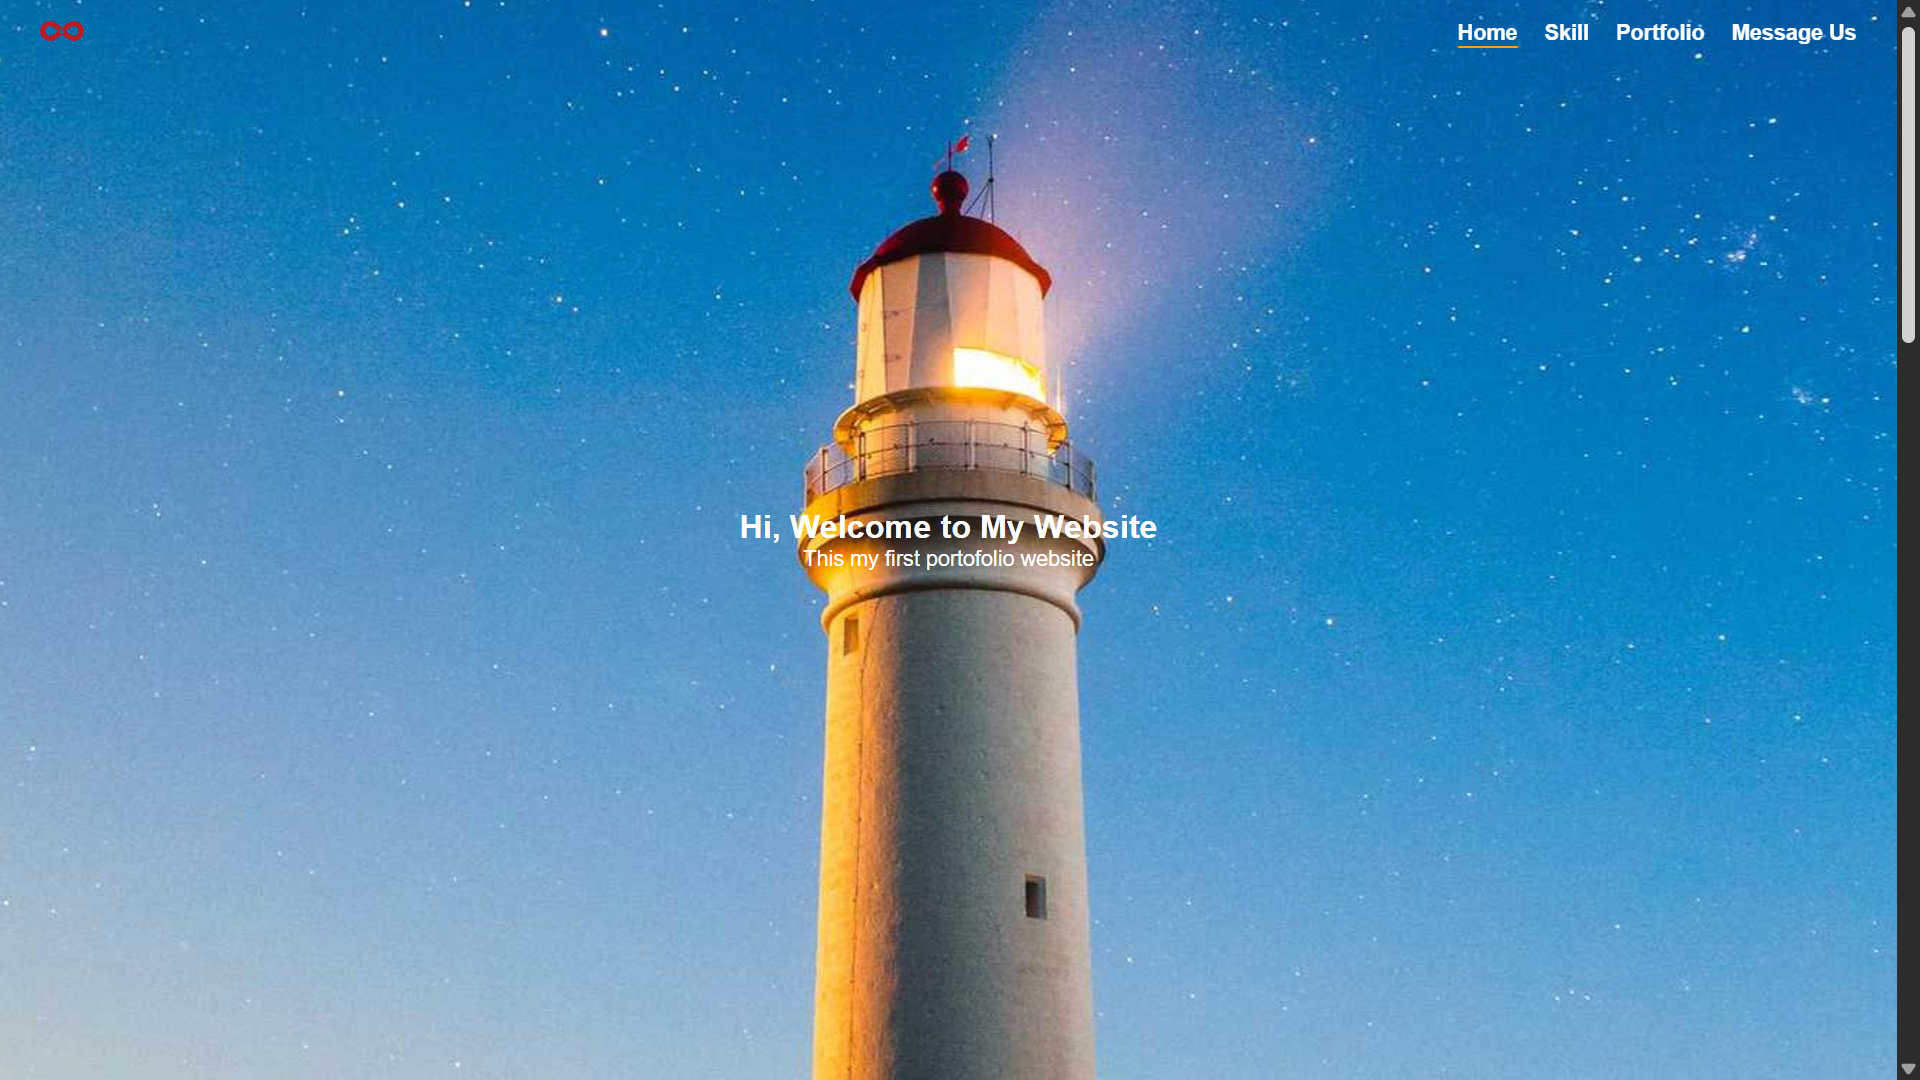 Home Skill Portfolio Message Us
Hi, Welcome to My Website
This my first portofolio website